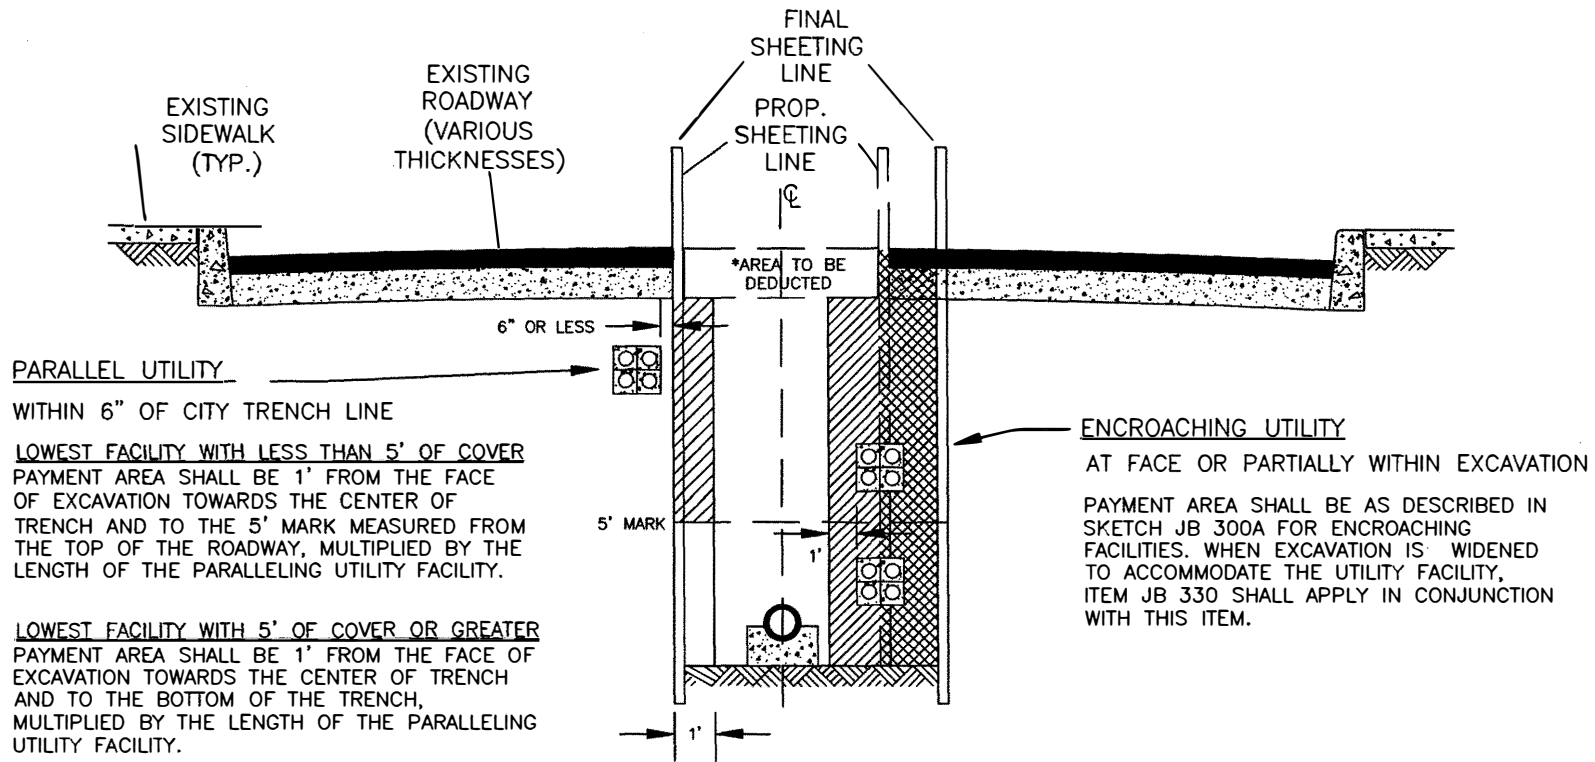 FINAL
SHEETING
LINE
EXISTING
ROADWAY
(VARIOUS
THICKNESSES)
EXISTING
SIDEWALK
(TYP.)
PROP.
SHEETING
LINE
℄
*AREA TO BE
DEDUCTED
6" OR LESS
PARALLEL UTILITY
WITHIN 6" OF CITY TRENCH LINE
LOWEST FACILITY WITH LESS THAN 5' OF COVER
PAYMENT AREA SHALL BE 1' FROM THE FACE
OF EXCAVATION TOWARDS THE CENTER OF
TRENCH AND TO THE 5' MARK MEASURED FROM
THE TOP OF THE ROADWAY, MULTIPLIED BY THE
LENGTH OF THE PARALLELING UTILITY FACILITY.
LOWEST FACILITY WITH 5' OF COVER OR GREATER
PAYMENT AREA SHALL BE 1' FROM THE FACE OF
EXCAVATION TOWARDS THE CENTER OF TRENCH
AND TO THE BOTTOM OF THE TRENCH,
MULTIPLIED BY THE LENGTH OF THE PARALLELING
UTILITY FACILITY.
5' MARK
1'
1'
ENCROACHING UTILITY
AT FACE OR PARTIALLY WITHIN EXCAVATION
PAYMENT AREA SHALL BE AS DESCRIBED IN
SKETCH JB 300A FOR ENCROACHING
FACILITIES. WHEN EXCAVATION IS WIDENED
TO ACCOMMODATE THE UTILITY FACILITY,
ITEM JB 330 SHALL APPLY IN CONJUNCTION
WITH THIS ITEM.